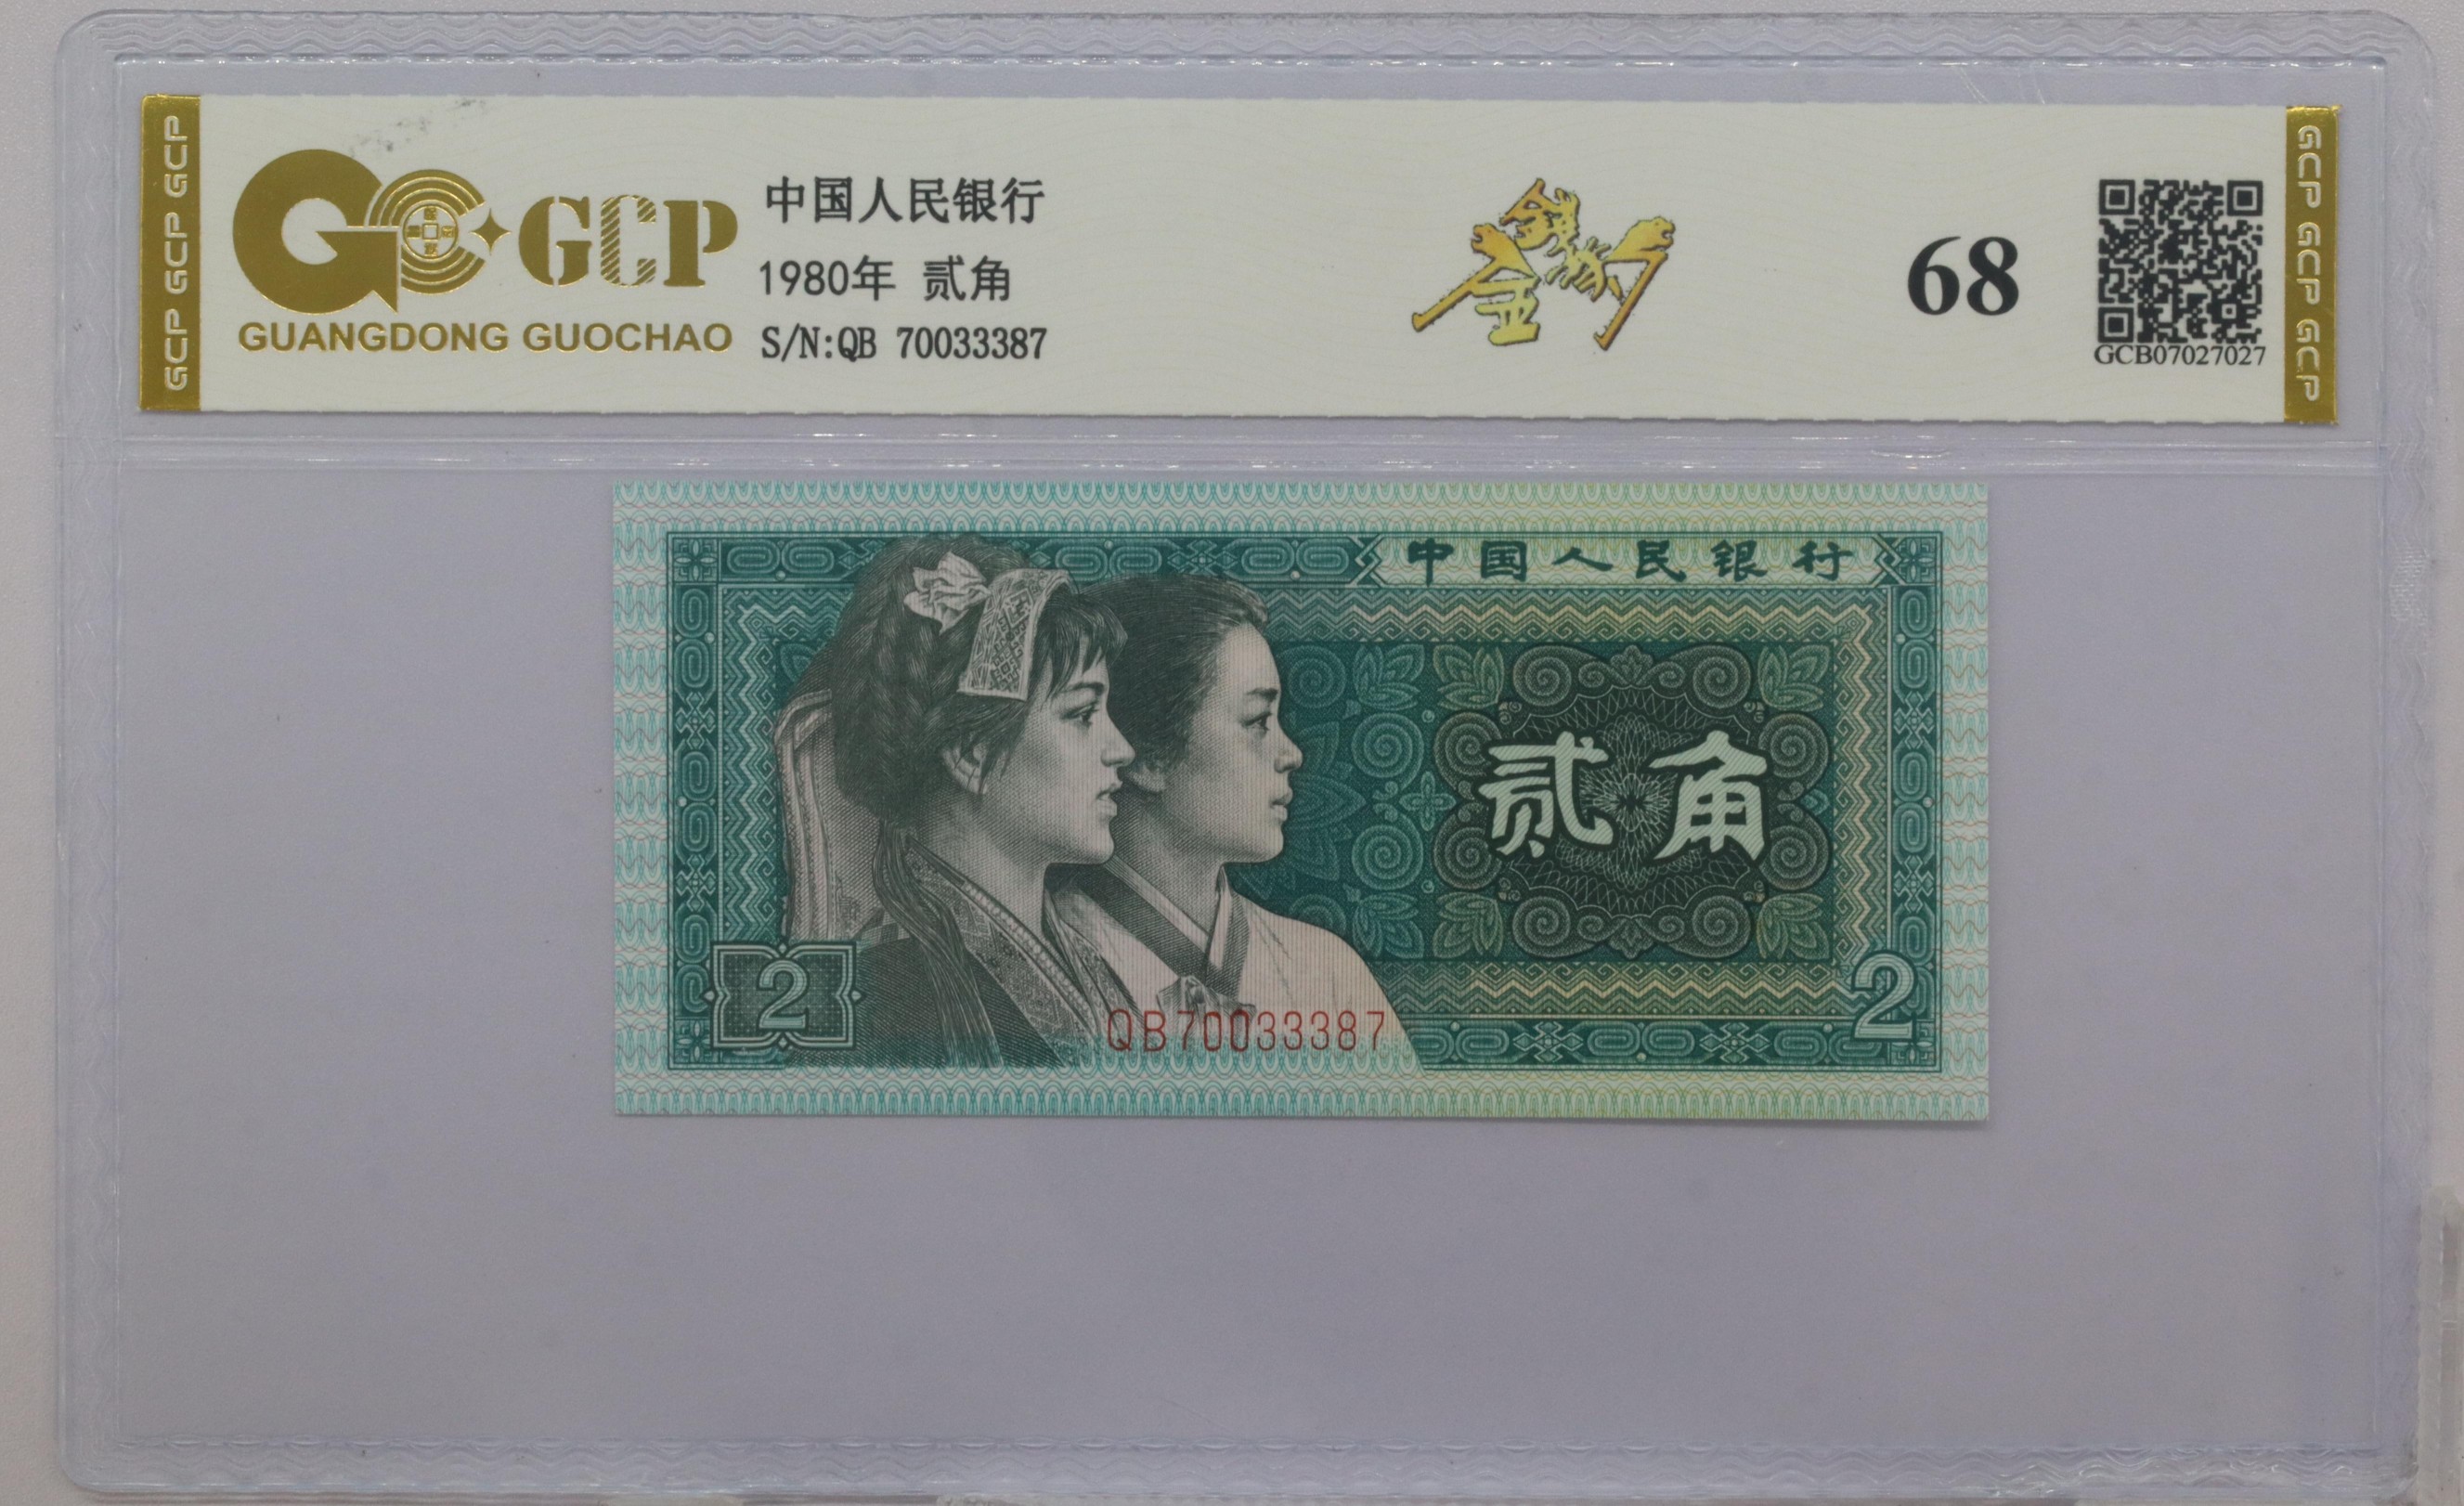 GCP GCP GCP
GCP
GUANGDONG GUOCHAO
中国人民银行
1980年 贰角
S/N:QB 70033387
68
GCB07027027
GCP GCP GCP
中国人民银行
贰角
2
QB70033387
2